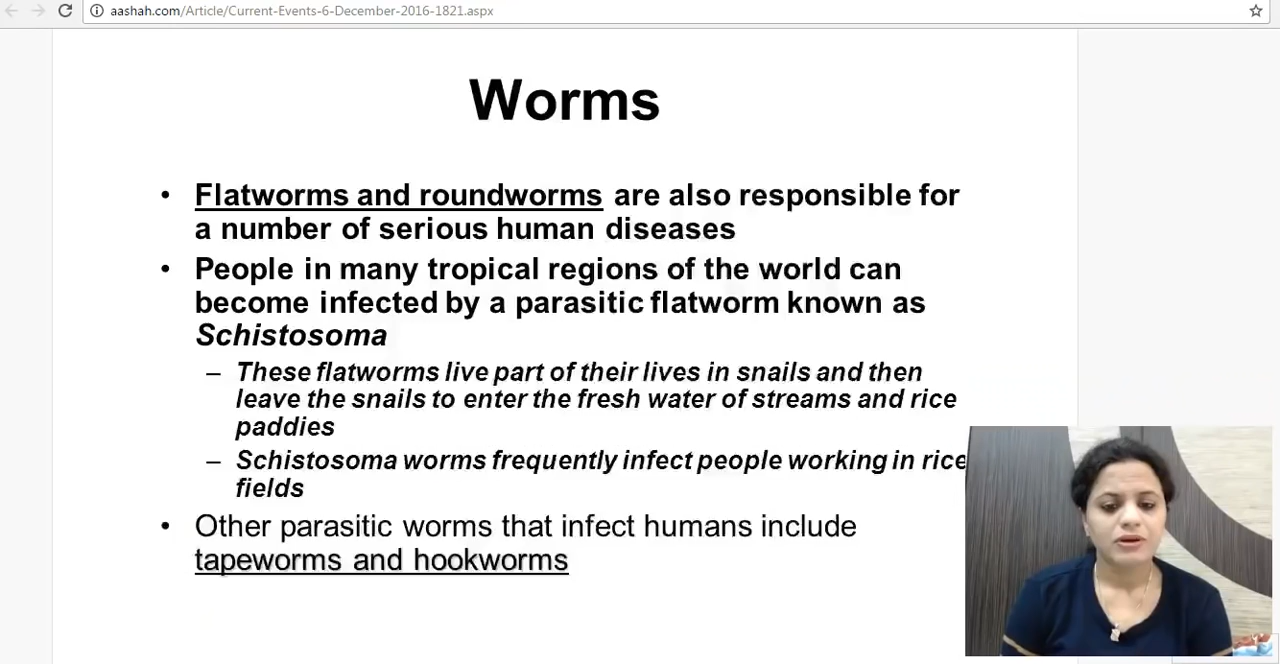 aashah.com/Article/Current-Events-6-December-2016-1821.aspx
Worms
• Flatworms and roundworms are also responsible for
a number of serious human diseases
• People in many tropical regions of the world can
become infected by a parasitic flatworm known as
Schistosoma
– These flatworms live part of their lives in snails and then
leave the snails to enter the fresh water of streams and rice
paddies
– Schistosoma worms frequently infect people working in rice
fields
• Other parasitic worms that infect humans include
tapeworms and hookworms